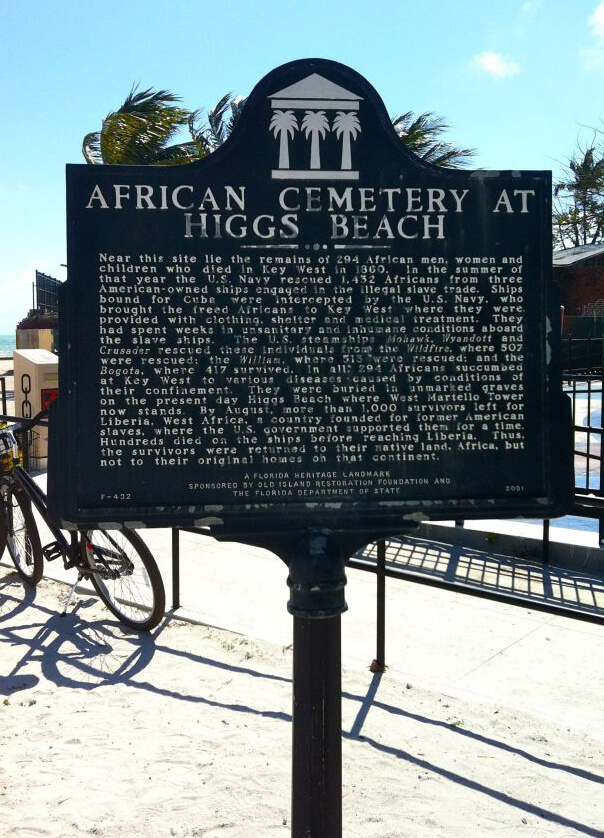 AFRICAN CEMETERY AT
HIGGS BEACH
Near this site lie the remains of 294 African men, women and
children who died in Key West in 1860. In the summer of
that year the U.S. Navy rescued 1,432 Africans from three
American-owned ships engaged in the illegal slave trade. Ships
bound for Cuba were intercepted by the U.S. Navy, who
brought the freed Africans to Key West where they were
provided with clothing, shelter and medical treatment. They
had spent weeks in unsanitary and inhumane conditions aboard
the slave ships. The U.S. steamships Mohawk, Wyandott and
Crusader rescued these individuals from the Wildfire, where 507
were rescued; the William, where 513 were rescued; and the
Bogota, where 417 survived. In all, 294 Africans succumbed
at Key West to various diseases caused by conditions of
their confinement. They were buried in unmarked graves
on the present day Higgs Beach where West Martello Tower
now stands. By August, more than 1,000 survivors left for
Liberia, West Africa, a country founded for former American
slaves, where the U.S. government supported them for a time.
Hundreds died on the ships before reaching Liberia. Thus,
the survivors were returned to their native land, Africa, but
not to their original homes on that continent.
A FLORIDA HERITAGE LANDMARK
SPONSORED BY OLD ISLAND RESTORATION FOUNDATION AND
F-432 THE FLORIDA DEPARTMENT OF STATE 2001